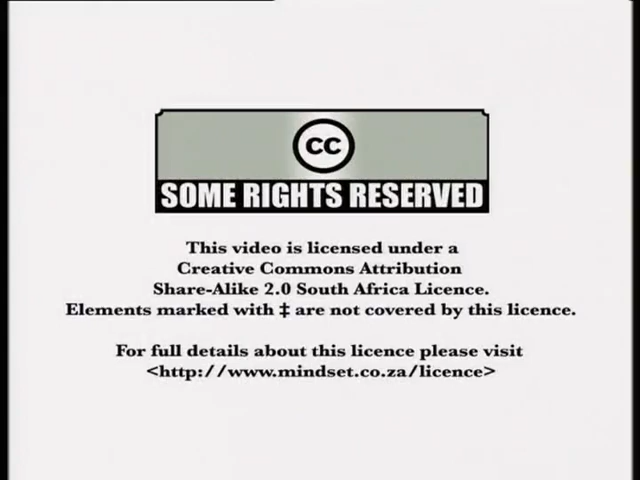 CC
SOME RIGHTS RESERVED
This video is licensed under a
Creative Commons Attribution
Share-Alike 2.0 South Africa Licence.
Elements marked with ‡ are not covered by this licence.
For full details about this licence please visit
<http://www.mindset.co.za/licence>